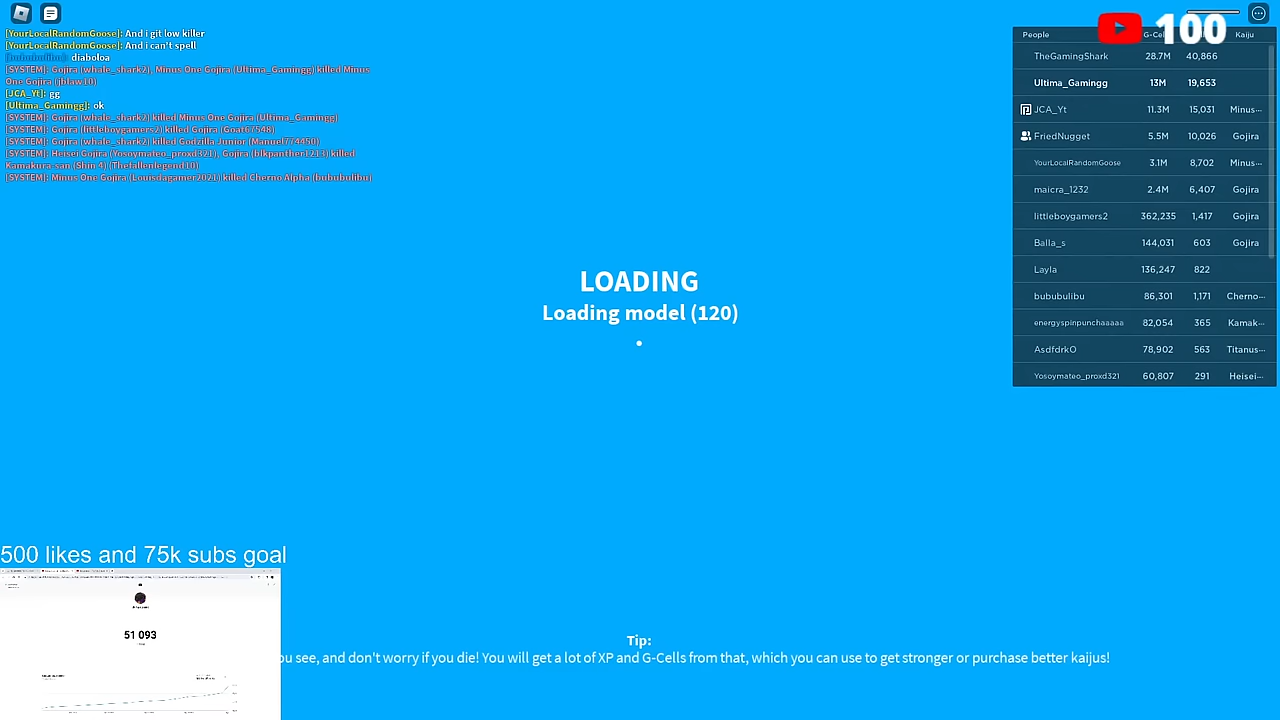 [YourLocalRandomGoose]: And i git low killer
[YourLocalRandomGoose]: And i can't spell
[bubububibu]: diaboloa
[SYSTEM]: Gojira (whale_shark2), Minus One Gojira (Ultima_Gamingg) killed Minus
One Gojira (jblaw10)
[JCA_Yt]: gg
[Ultima_Gamingg]: ok
[SYSTEM]: Gojira (whale_shark2) killed Minus One Gojira (Ultima_Gamingg)
[SYSTEM]: Gojira (littleboygamers2) killed Gojira (Goat67548)
[SYSTEM]: Gojira (whale_shark2) killed Godzilla Junior (Manuel774450)
[SYSTEM]: Heisei Gojira (Yosoymateo_proxd321), Gojira (blkpanther1213) killed
Kamakura-san (Shin 4) (Thefallenlegend10)
[SYSTEM]: Minus One Gojira (Louisdagamer2021) killed Cherno Alpha (bubububibu)
100
People G-Ce Kaiju
TheGamingShark 28.7M 40,866
Ultima_Gamingg 13M 19,653
JCA_Yt 11.3M 15,031 Minus...
FriedNugget 5.5M 10,026 Gojira
YourLocalRandomGoose 3.1M 8,702 Minus...
maicra_1232 2.4M 6,407 Gojira
littleboygamers2 362,235 1,417 Gojira
Balla_s 144,031 603 Gojira
Layla 136,247 822
bububulibu 86,301 1,171 Cherno...
energyspinpunchaaaaa 82,054 365 Kamak...
AsdfdrkO 78,902 563 Titanus...
Yosoymateo_proxd321 60,807 291 Heisei...
LOADING
Loading model (120)
500 likes and 75k subs goal
51 093
Tip:
ou see, and don't worry if you die! You will get a lot of XP and G-Cells from that, which you can use to get stronger or purchase better kaijus!